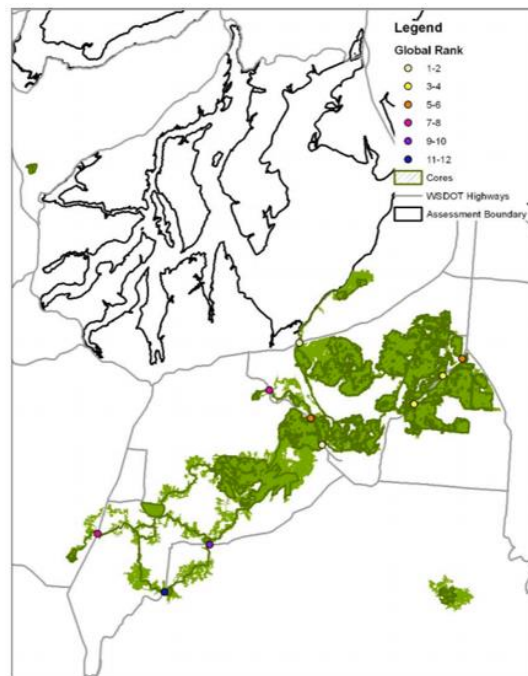 Legend
Global Rank
1-2
3-4
5-6
7-8
9-10
11-12
Cores
WSDOT Highways
Assessment Boundary